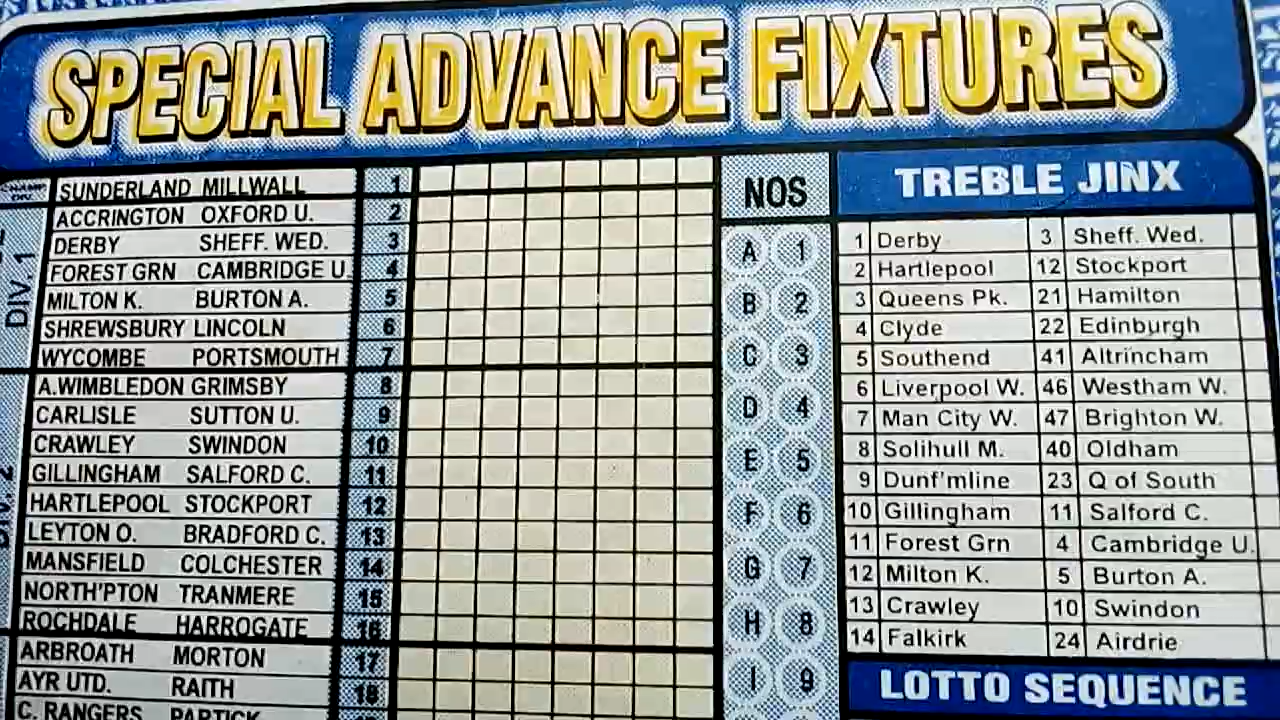 SPECIAL ADVANCE FIXTURES
SUNDERLAND MILLWALL 1
ACCRINGTON OXFORD U. 2
DERBY SHEFF. WED. 3
FOREST GRN CAMBRIDGE U. 4
MILTON K. BURTON A. 5
SHREWSBURY LINCOLN 6
WYCOMBE PORTSMOUTH 7
A.WIMBLEDON GRIMSBY 8
CARLISLE SUTTON U. 9
CRAWLEY SWINDON 10
GILLINGHAM SALFORD C. 11
HARTLEPOOL STOCKPORT 12
LEYTON O. BRADFORD C. 13
MANSFIELD COLCHESTER 14
NORTH'PTON TRANMERE 15
ROCHDALE HARROGATE 16
ARBROATH MORTON 17
AYR UTD. RAITH 18
C. RANGERS PARTICK
DIV. 1
DIV. 2
NOS
A 1
B 2
C 3
D 4
E 5
F 6
G 7
H 8
I 9
TREBLE JINX
1 Derby 3 Sheff. Wed.
2 Hartlepool 12 Stockport
3 Queens Pk. 21 Hamilton
4 Clyde 22 Edinburgh
5 Southend 41 Altrincham
6 Liverpool W. 46 Westham W.
7 Man City W. 47 Brighton W.
8 Solihull M. 40 Oldham
9 Dunf'mline 23 Q of South
10 Gillingham 11 Salford C.
11 Forest Grn 4 Cambridge U.
12 Milton K. 5 Burton A.
13 Crawley 10 Swindon
14 Falkirk 24 Airdrie
LOTTO SEQUENCE